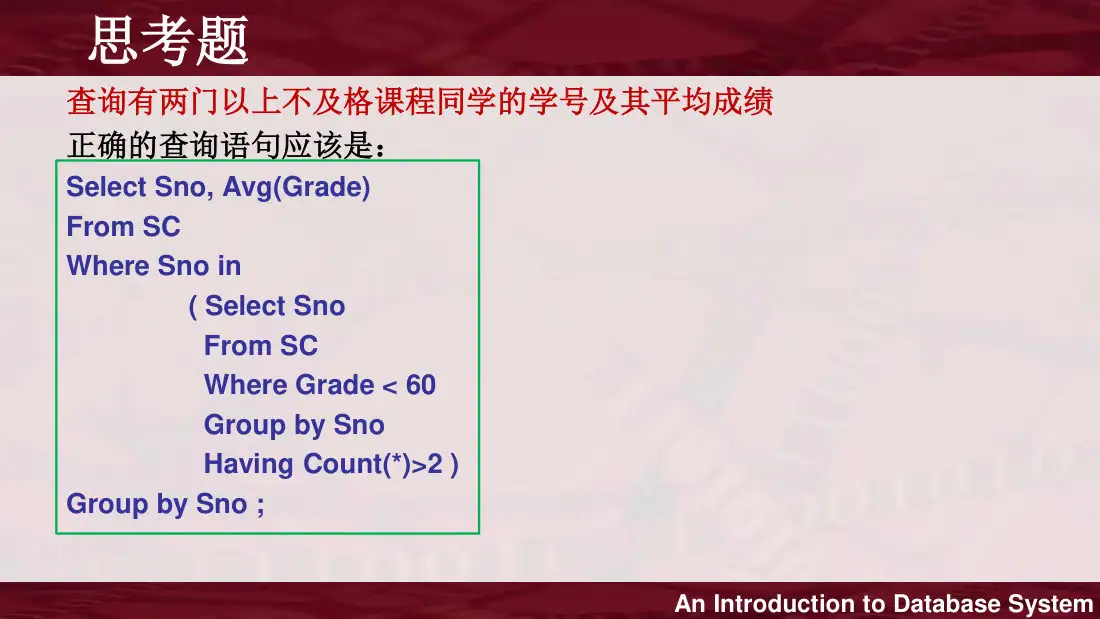 思考题
查询有两门以上不及格课程同学的学号及其平均成绩
正确的查询语句应该是：
Select Sno, Avg(Grade)
From SC
Where Sno in
( Select Sno
From SC
Where Grade < 60
Group by Sno
Having Count(*)>2 )
Group by Sno ;
An Introduction to Database System